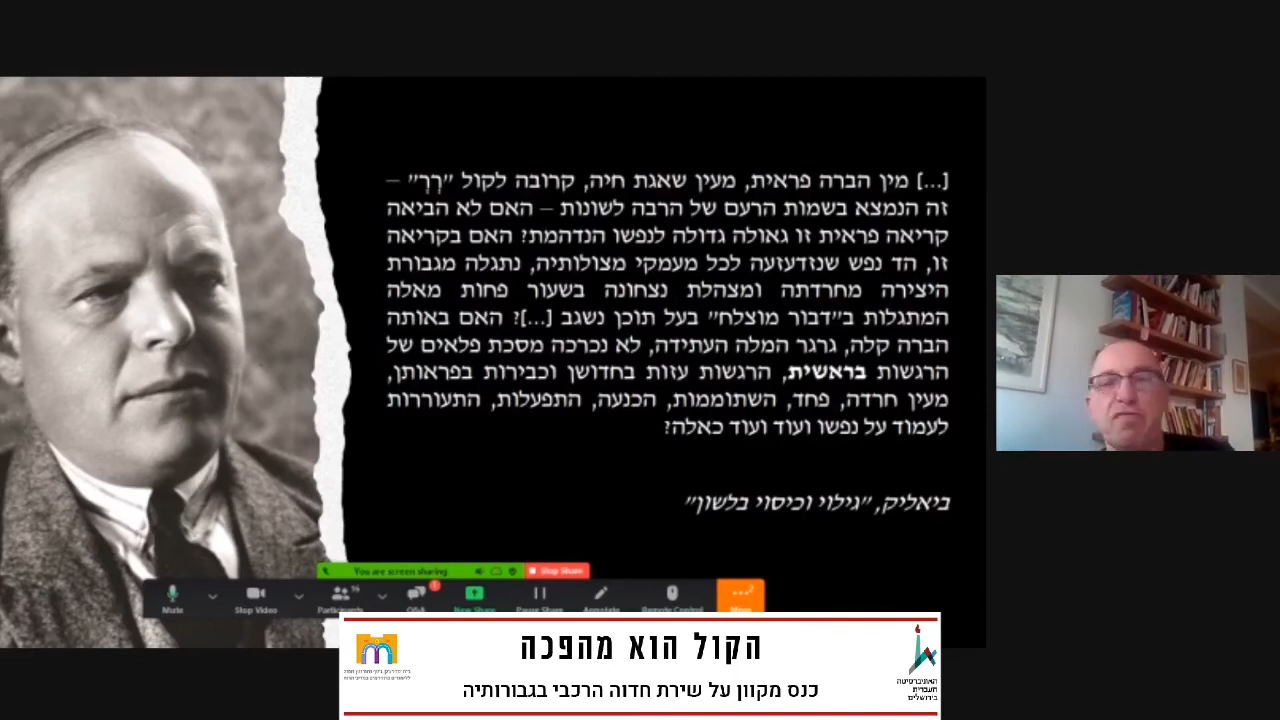 [...] מין הברה פראית, מעין שאגת חיה, קרובה לקול "רְרְ" –
זה הנמצא בשמות הרעם של הרבה לשונות – האם לא הביאה
קריאה פראית זו גאולה גדולה לנפשו הנדהמת? האם בקריאה
זו, הד נפש שנזדעזעה לכל מעמקי מצולותיה, נתגלה מגבורת
היצירה מחרדתה ומצהלת נצחונה בשעור פחות מאלה
המתגלות ב"דבור מוצלח" בעל תוכן נשגב [...]? האם באותה
הברה קלה, גרגר המלה העתידה, לא נכרכה מסכת פלאים של
הרגשות בראשית, הרגשות עזות בחדושן וכבירות בפראותן,
מעין חרדה, פחד, השתוממות, הכנעה, התפעלות, התעוררות
לעמוד על נפשו ועוד ועוד כאלה?
ביאליק, "גילוי וכיסוי בלשון"
You are screen sharing
Stop Share
Mute
Stop Video
Participants
16
Q&A
New Share
Pause Share
Annotate
Remote Control
More
הקול הוא מהפכה
כנס מקוון על שירת חדוה הרכבי בגבורותיה
האוניברסיטה
העברית
בירושלים